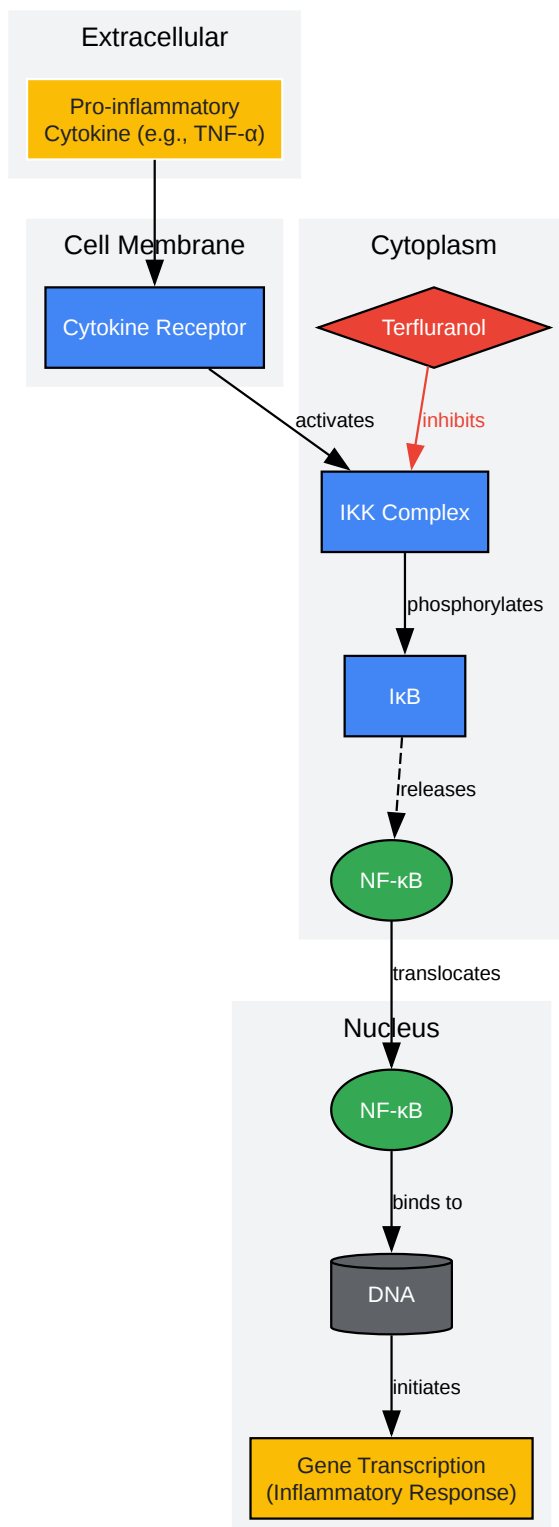 Extracellular
Pro-inflammatory
Cytokine (e.g., TNF-α)
Cell Membrane
Cytoplasm
Cytokine Receptor
Terfluranol
activates
inhibits
IKK Complex
phosphorylates
IκB
releases
NF-κB
translocates
Nucleus
NF-κB
binds to
DNA
initiates
Gene Transcription
(Inflammatory Response)